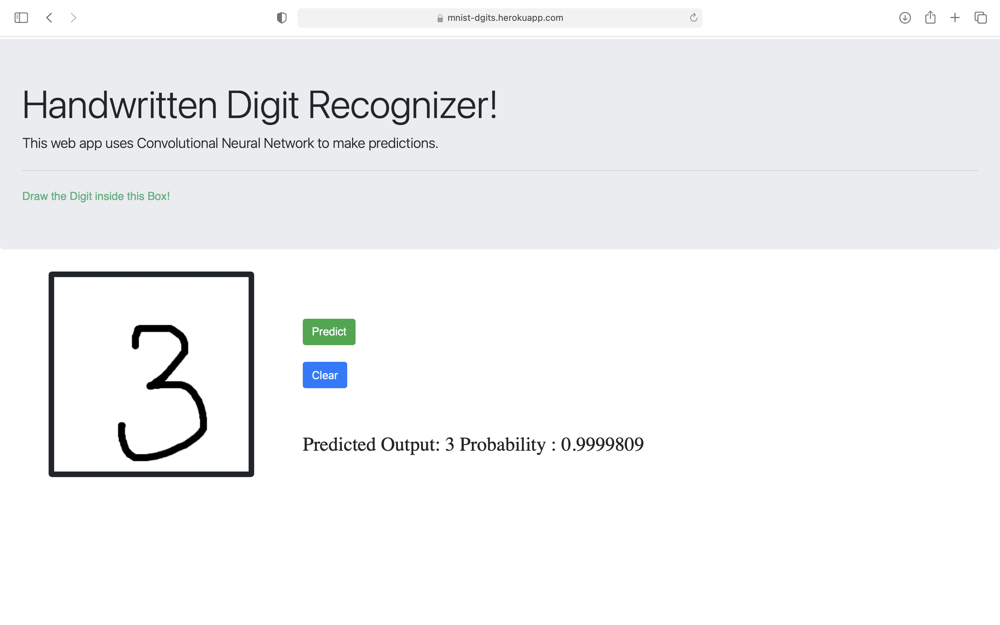 mnist-dgits.herokuapp.com
Handwritten Digit Recognizer!
This web app uses Convolutional Neural Network to make predictions.
Draw the Digit inside this Box!
3
Predict
Clear
Predicted Output: 3 Probability : 0.9999809